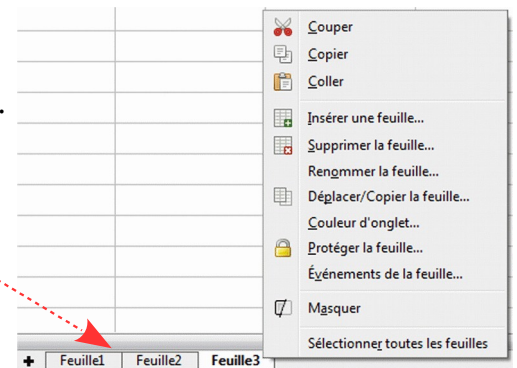 Couper
Copier
Coller
Insérer une feuille...
Supprimer la feuille...
Renommer la feuille...
Déplacer/Copier la feuille...
Couleur d'onglet...
Protéger la feuille...
Événements de la feuille...
Masquer
Sélectionner toutes les feuilles
Feuille1 Feuille2 Feuille3